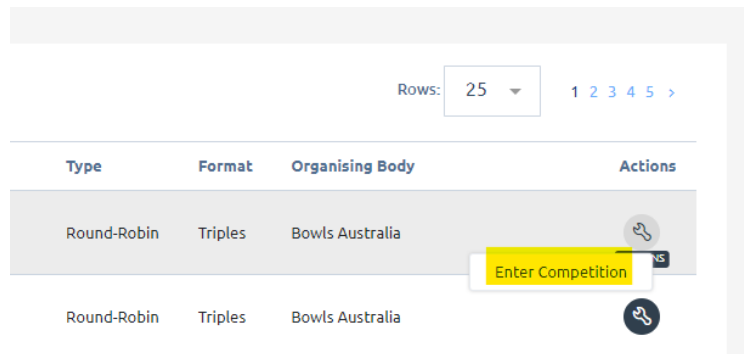 Rows: 25 1 2 3 4 5 >
Type Format Organising Body Actions
Round-Robin Triples Bowls Australia
NS
Enter Competition
Round-Robin Triples Bowls Australia